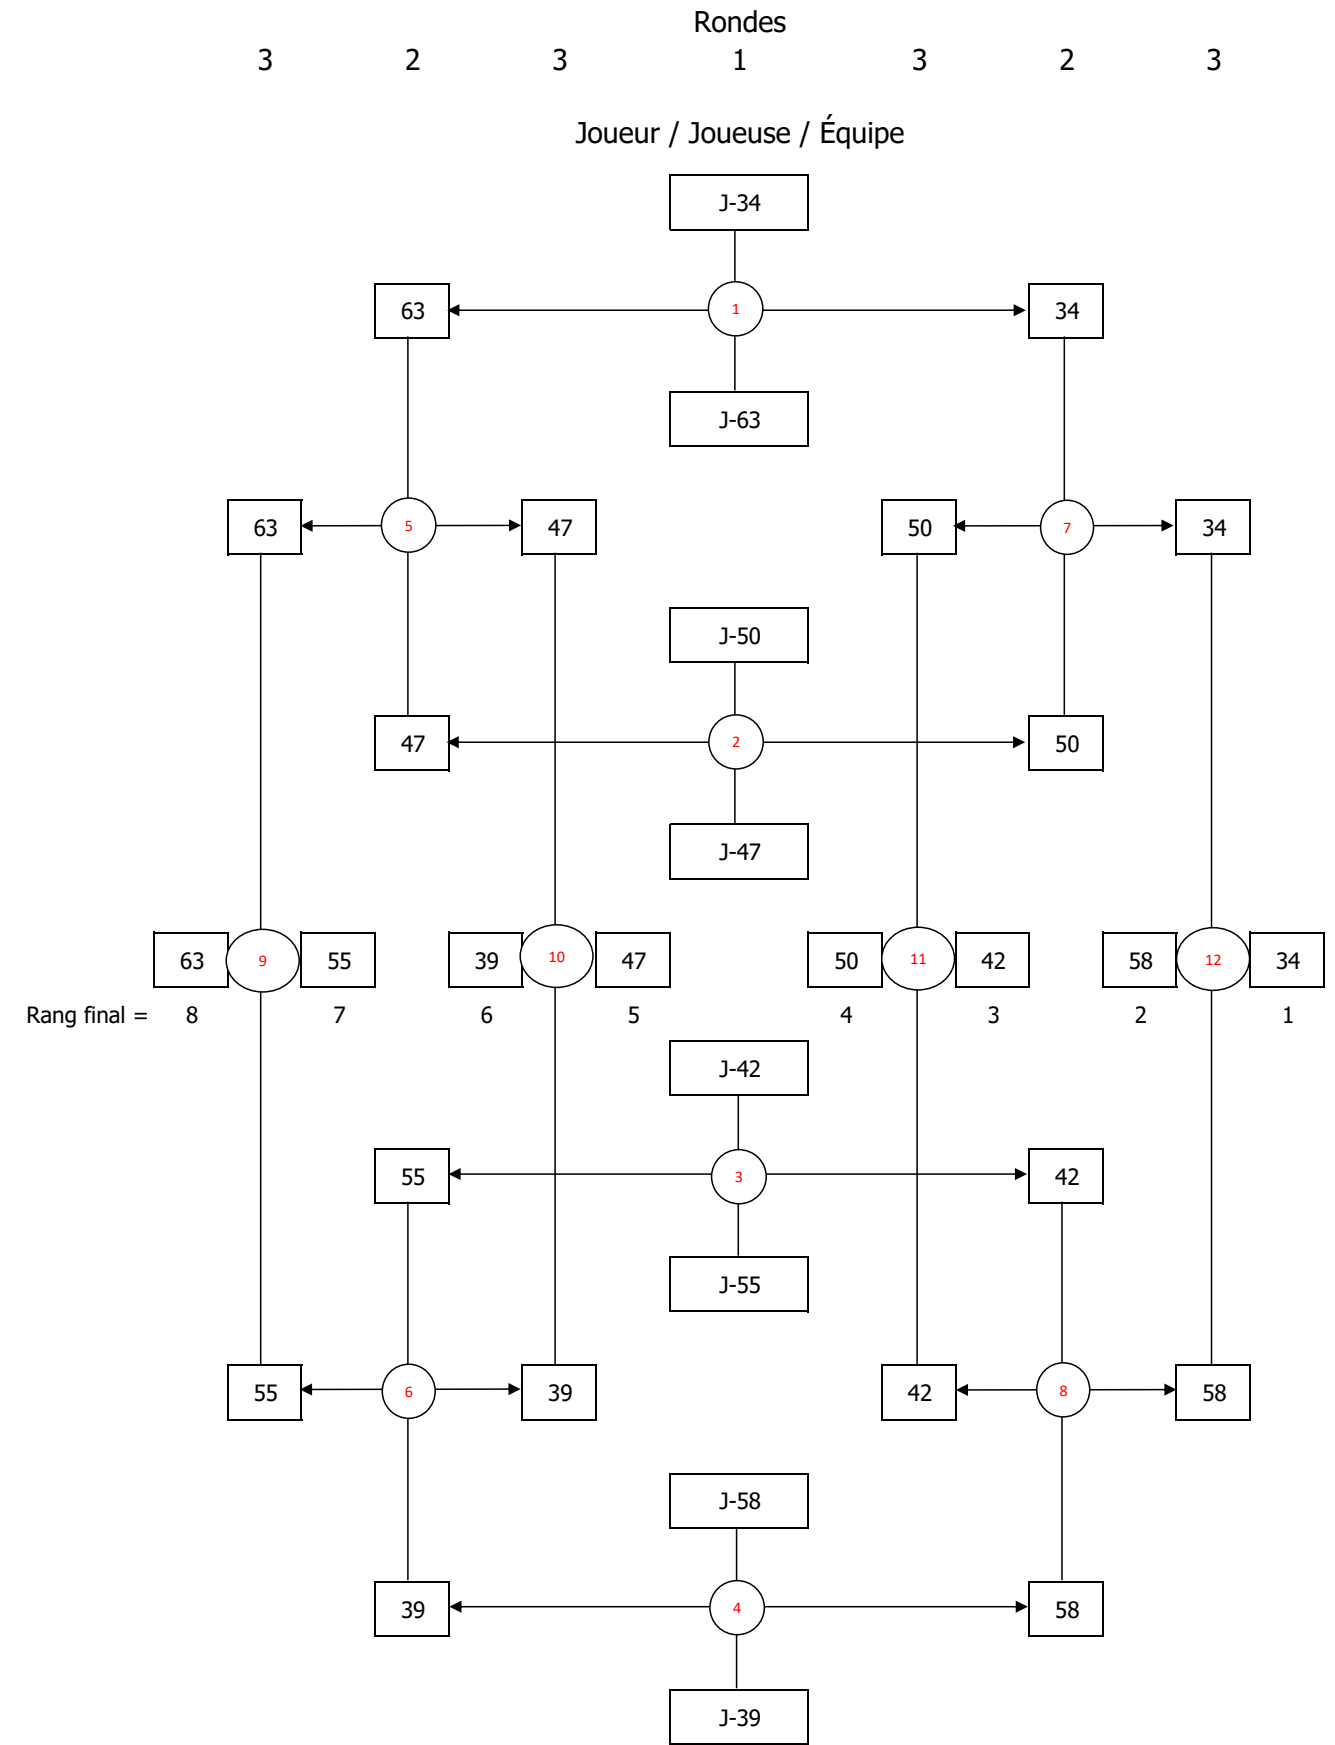 Rondes
3 2 3 1 3 2 3
Joueur / Joueuse / Équipe
J-34
63 1 34
J-63
63 5 47 50 7 34
J-50
47 2 50
J-47
63 9 55 39 10 47 50 11 42 58 12 34
Rang final = 8 7 6 5 4 3 2 1
J-42
55 3 42
J-55
55 6 39 42 8 58
J-58
39 4 58
J-39